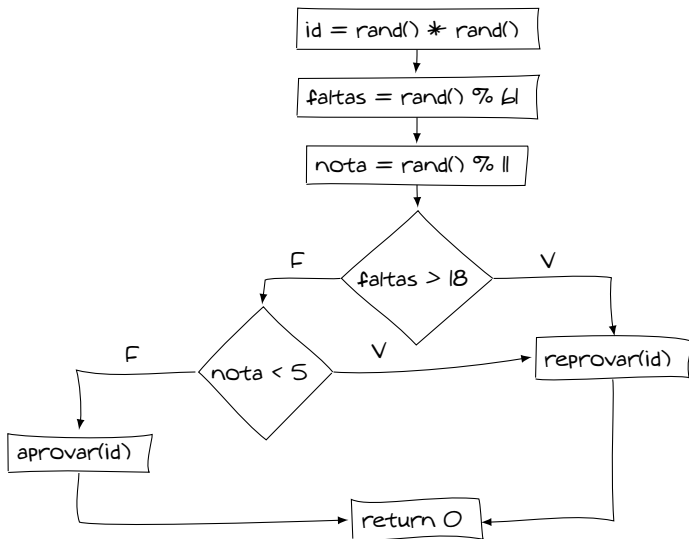 id = rand() * rand()
faltas = rand() % 61
nota = rand() % 11
faltas > 18
F
V
nota < 5
F
V
reprovar(id)
aprovar(id)
return 0